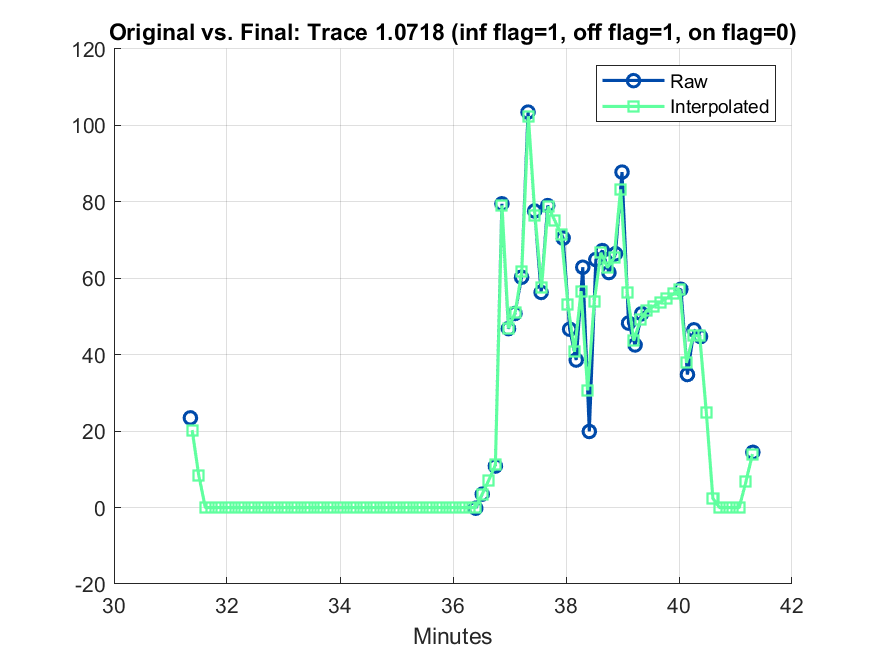 Original vs. Final: Trace 1.0718 (inf flag=1, off flag=1, on flag=0)
120
100
80
60
40
20
0
-20
Raw
Interpolated
30 32 34 36 38 40 42
Minutes